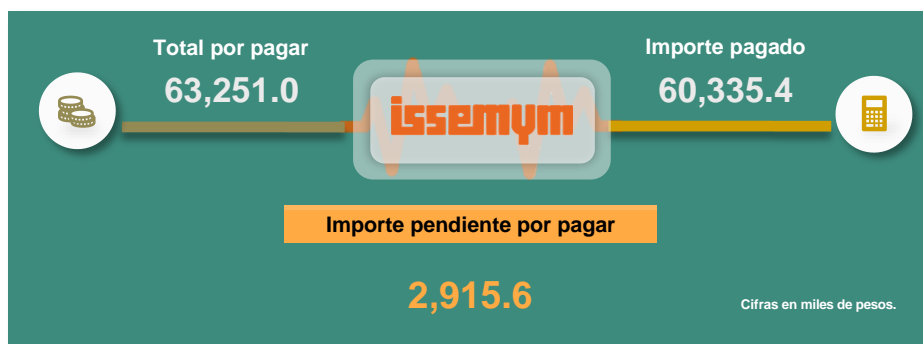 Total por pagar
63,251.0
Importe pagado
60,335.4
issemym
Importe pendiente por pagar
2,915.6
Cifras en miles de pesos.